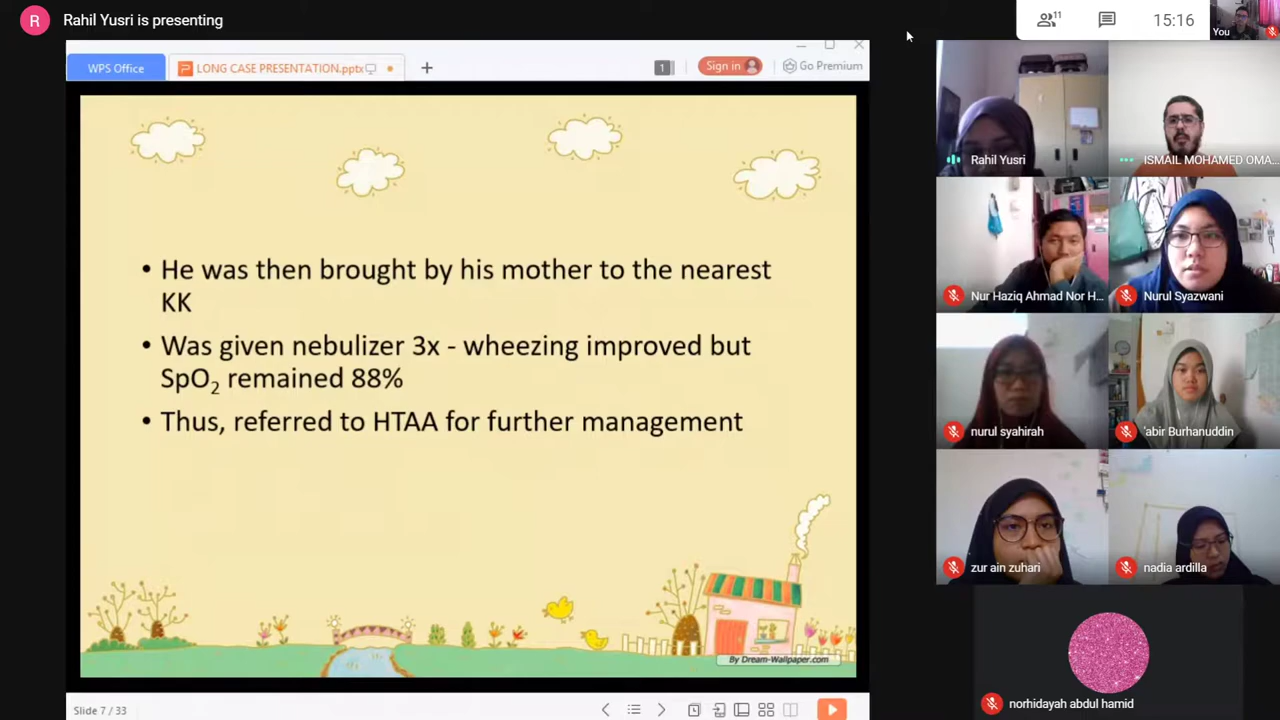 R Rahil Yusri is presenting
11
15:16
You
WPS Office
LONG CASE PRESENTATION.pptx
1
Sign in
Go Premium
• He was then brought by his mother to the nearest
KK
• Was given nebulizer 3x - wheezing improved but
SpO₂ remained 88%
• Thus, referred to HTAA for further management
By Dream-Wallpaper.com
Slide 7 / 33
Rahil Yusri
ISMAIL MOHAMED OMA...
Nur Haziq Ahmad Nor H...
Nurul Syazwani
nurul syahirah
'abir Burhanuddin
zur ain zuhari
nadia ardilla
norhidayah abdul hamid